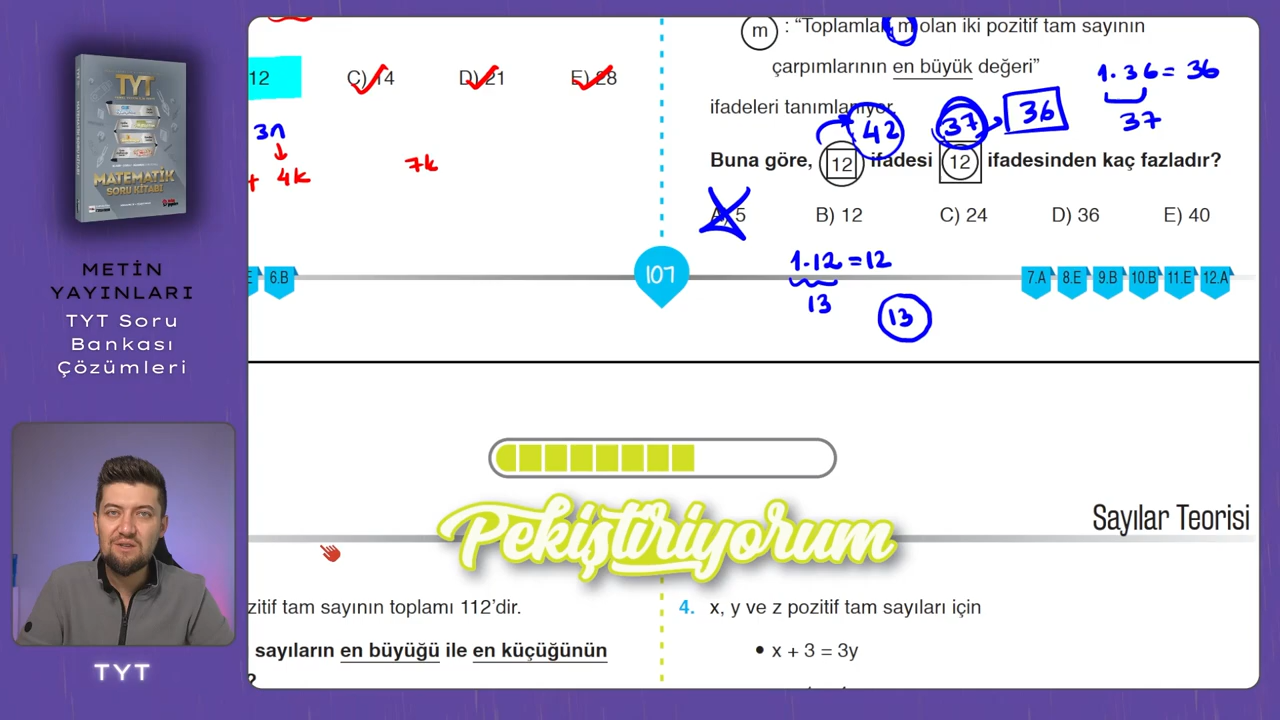 TYT
MATEMATİK
SORU KİTABI
METİN
YAYINLARI
TYT Soru
Bankası
Çözümleri
TYT
12
C) 14
D) 21
E) 28
3n
+ 4k
7k
m : “Toplamları m olan iki pozitif tam sayının
çarpımlarının en büyük değeri”
ifadeleri tanımlanıyor.
1.36=36
37
42
37
36
Buna göre, 12 ifadesi 12 ifadesinden kaç fazladır?
A) 5
B) 12
C) 24
D) 36
E) 40
1.12=12
13
13
6.B
107
7.A
8.E
9.B
10.B
11.E
12.A
Pekiştiriyorum
Sayılar Teorisi
zitif tam sayının toplamı 112’dir.
sayıların en büyüğü ile en küçüğünün
?
4. x, y ve z pozitif tam sayıları için
• x + 3 = 3y